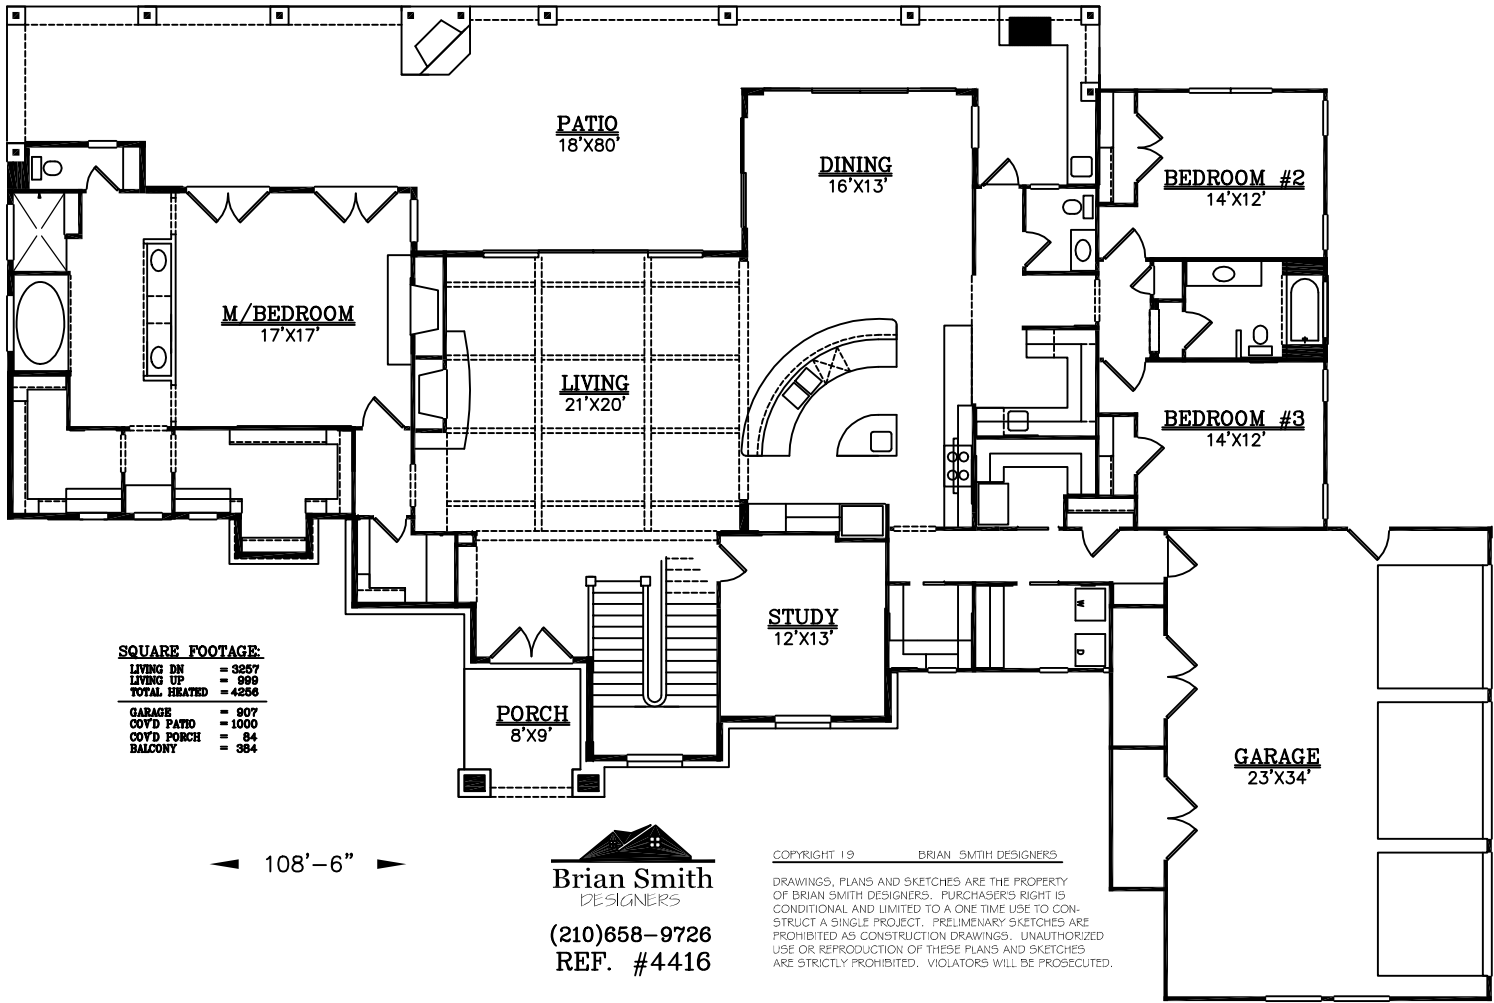 PATIO
18'X80'
DINING
16'X13'
BEDROOM #2
14'X12'
M/BEDROOM
17'X17'
LIVING
21'X20'
BEDROOM #3
14'X12'
STUDY
12'X13'
W
D
SQUARE FOOTAGE:
LIVING DN = 3257
LIVING UP = 999
TOTAL HEATED = 4256
GARAGE = 907
COV'D PATIO = 1000
COV'D PORCH = 84
BALCONY = 384
PORCH
8'X9'
GARAGE
23'X34'
108'-6"
Brian Smith
DESIGNERS
(210)658-9726
REF. #4416
COPYRIGHT 19 BRIAN SMTIH DESIGNERS
DRAWINGS, PLANS AND SKETCHES ARE THE PROPERTY
OF BRIAN SMITH DESIGNERS. PURCHASER'S RIGHT IS
CONDITIONAL AND LIMITED TO A ONE TIME USE TO CON-
STRUCT A SINGLE PROJECT. PRELIMENARY SKETCHES ARE
PROHIBITED AS CONSTRUCTION DRAWINGS. UNAUTHORIZED
USE OR REPRODUCTION OF THESE PLANS AND SKETCHES
ARE STRICTLY PROHIBITED. VIOLATORS WILL BE PROSECUTED.